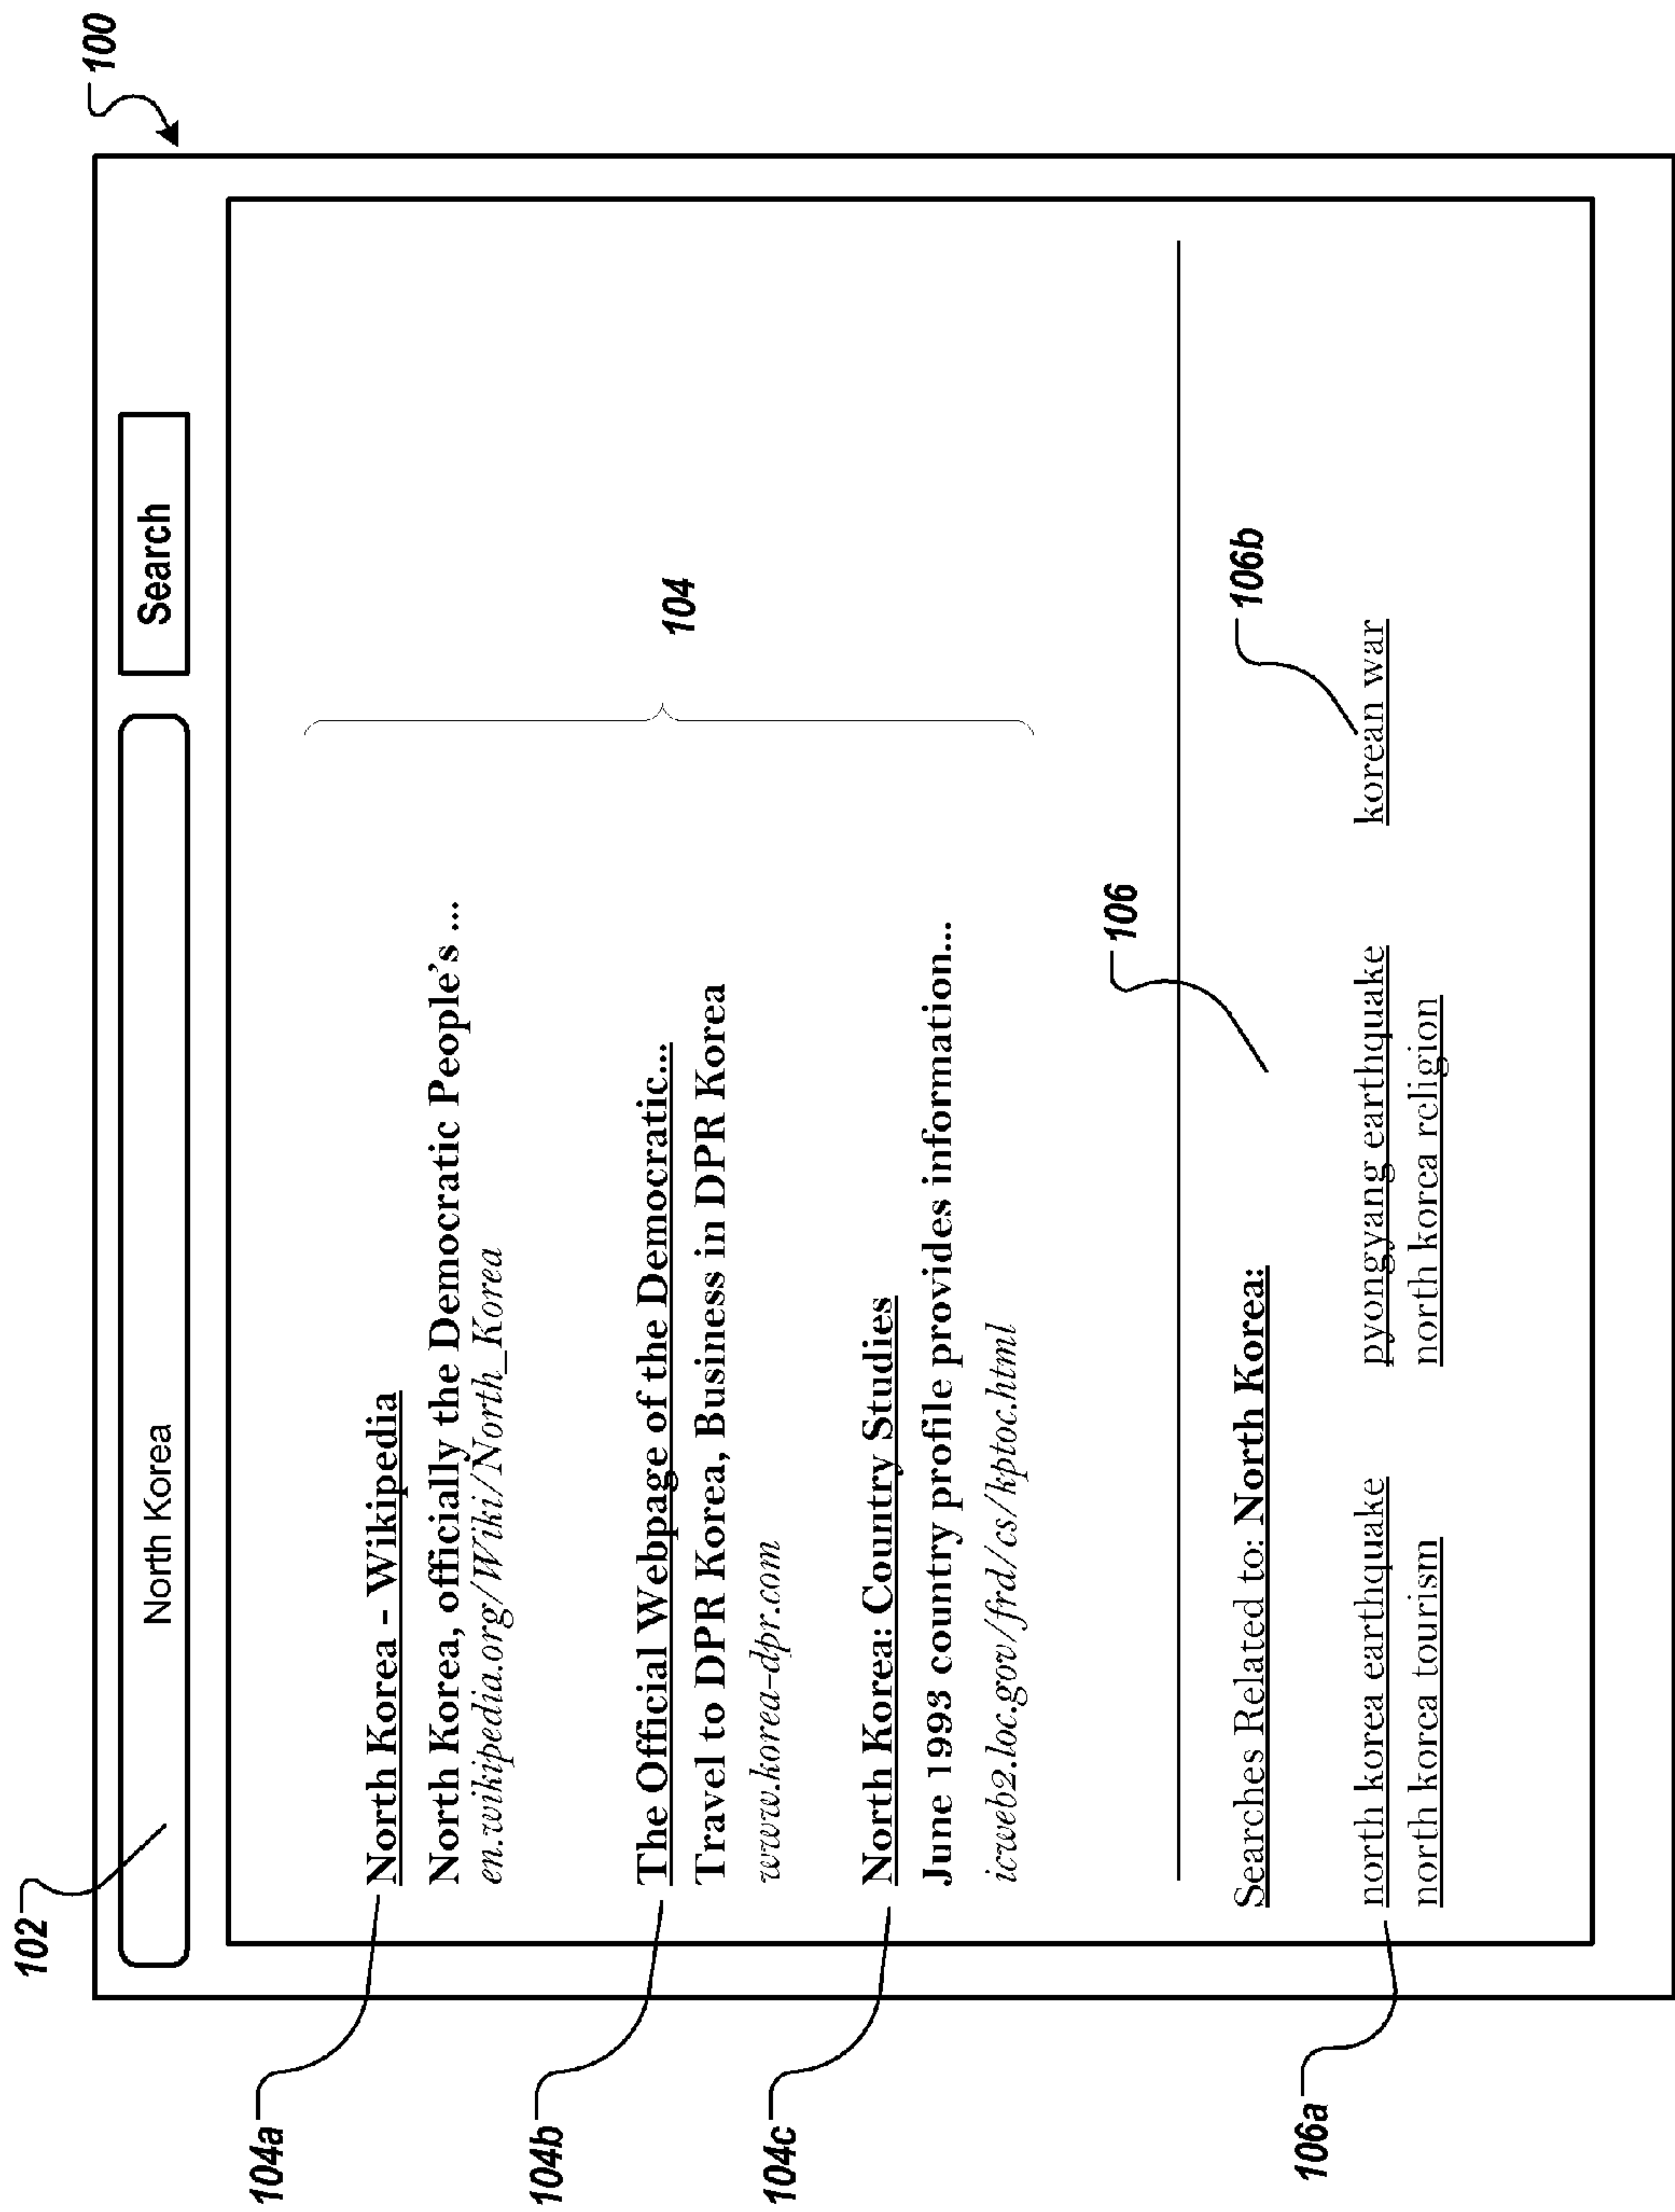 100
102
North Korea
Search
104a
North Korea - Wikipedia
North Korea, officially the Democratic People's ...
en.wikipedia.org/Wiki/North_Korea
104b
The Official Webpage of the Democratic...
104
Travel to DPR Korea, Business in DPR Korea
www.korea-dpr.com
104c
North Korea: Country Studies
June 1993 country profile provides information...
icweb2.loc.gov/frd/cs/kptoc.html
106
Searches Related to: North Korea:
106b
106a
north korea earthquake pyongyang earthquake korean war
north korea tourism north korea religion